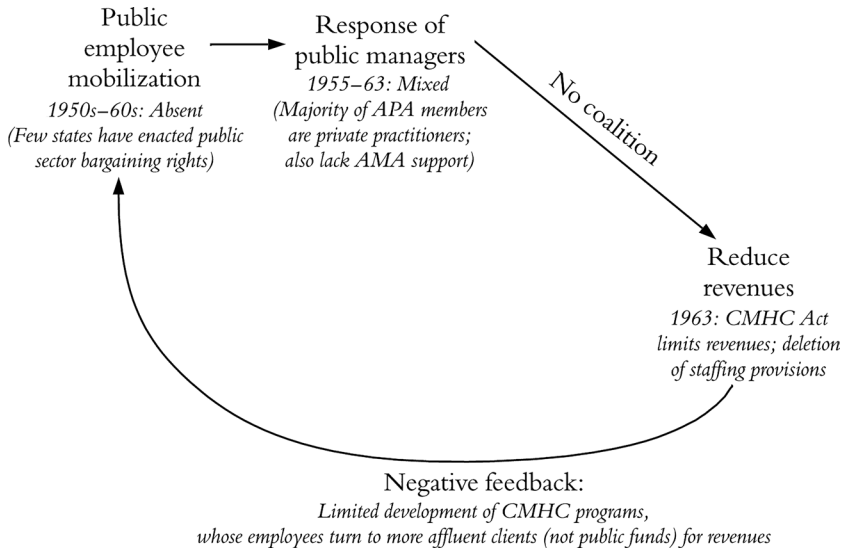 Public
employee
mobilization
1950s–60s: Absent
(Few states have enacted public
sector bargaining rights)
Response of
public managers
1955–63: Mixed
(Majority of APA members
are private practitioners;
also lack AMA support)
No coalition
Reduce
revenues
1963: CMHC Act
limits revenues; deletion
of staffing provisions
Negative feedback:
Limited development of CMHC programs,
whose employees turn to more affluent clients (not public funds) for revenues